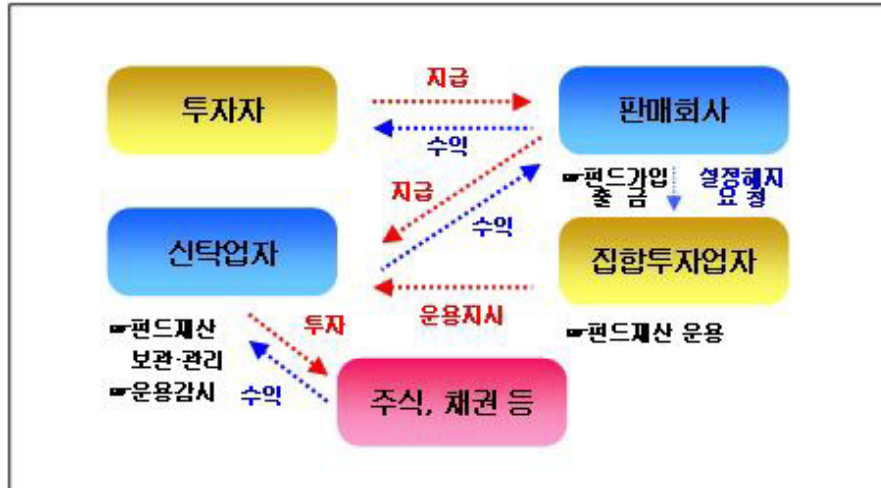 지급
투자자
판매회사
수익
☞펀드가입
출 금
설정해지
요 청
지급
수익
신탁업자
집합투자업자
운용지시
☞펀드재산
보관·관리
☞운용감시
투자
수익
☞펀드재산 운용
주식, 채권 등